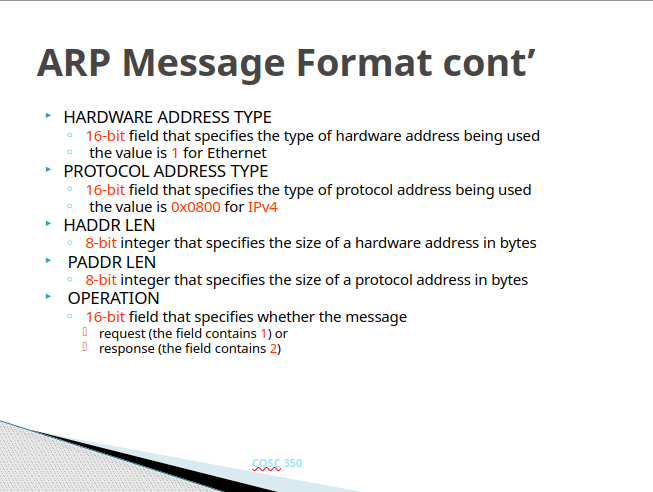 ARP Message Format cont’
HARDWARE ADDRESS TYPE
16-bit field that specifies the type of hardware address being used
the value is 1 for Ethernet
PROTOCOL ADDRESS TYPE
16-bit field that specifies the type of protocol address being used
the value is 0x0800 for IPv4
HADDR LEN
8-bit integer that specifies the size of a hardware address in bytes
PADDR LEN
8-bit integer that specifies the size of a protocol address in bytes
OPERATION
16-bit field that specifies whether the message
request (the field contains 1) or
response (the field contains 2)
COSC 350